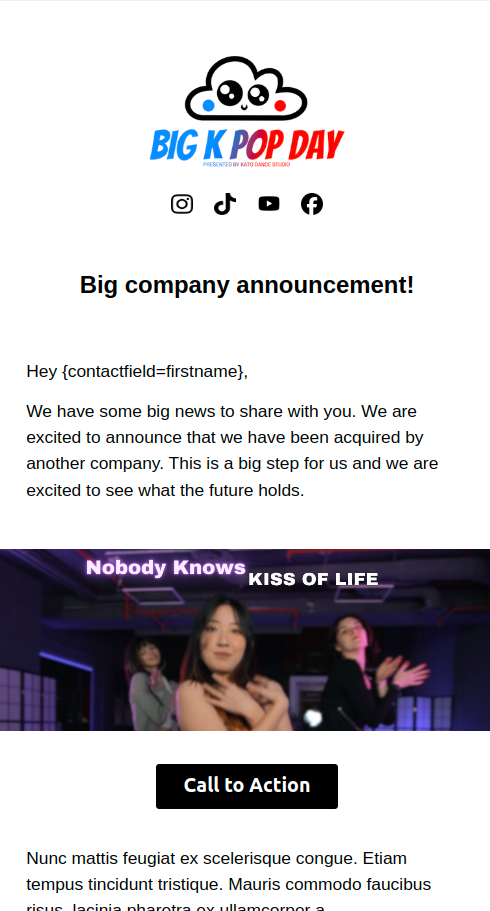 BIG K POP DAY
PRESENTED BY KATO DANCE STUDIO
Big company announcement!
Hey {contactfield=firstname},
We have some big news to share with you. We are
excited to announce that we have been acquired by
another company. This is a big step for us and we are
excited to see what the future holds.
Nobody Knows
KISS OF LIFE
Call to Action
Nunc mattis feugiat ex scelerisque congue. Etiam
tempus tincidunt tristique. Mauris commodo faucibus
risus, lacinia pharetra ex ullamcorper a